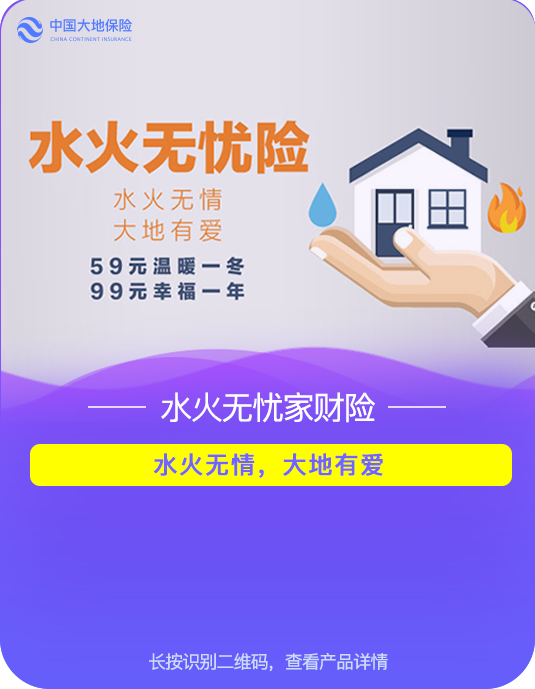 中国大地保险
CHINA CONTINENT INSURANCE
水火无忧险
水火无情
大地有爱
59元温暖一冬
99元幸福一年
水火无忧家财险
水火无情，大地有爱
长按识别二维码，查看产品详情